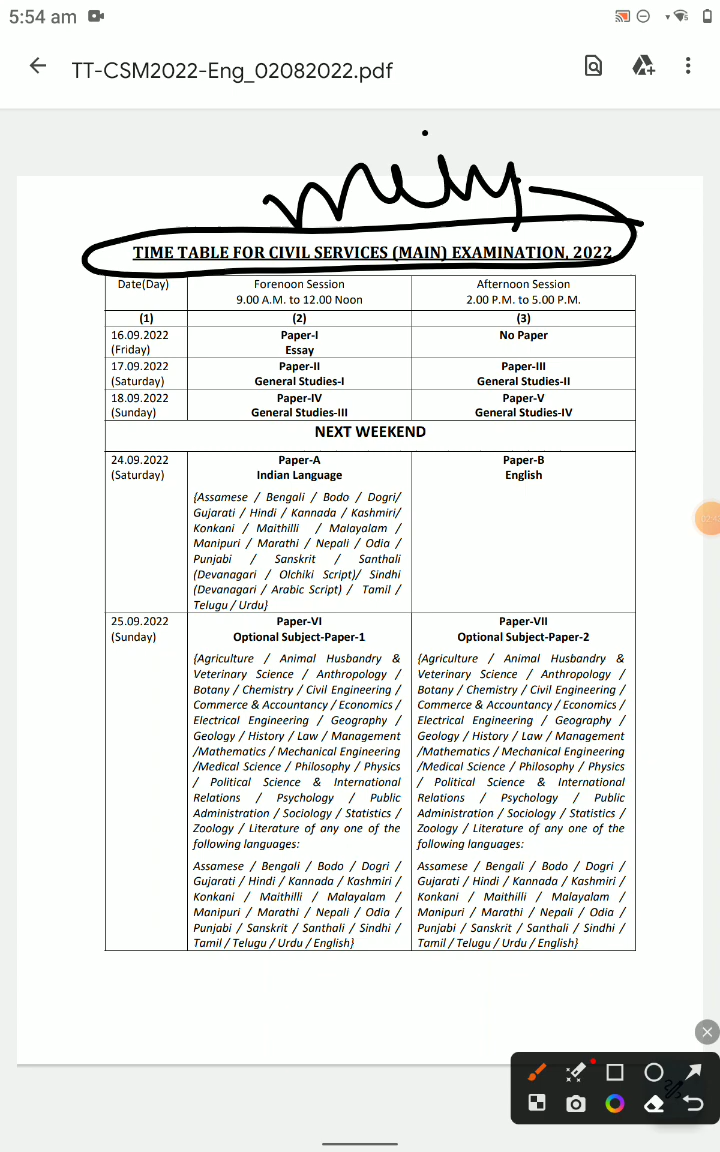 5:54 am
TT-CSM2022-Eng_02082022.pdf
TIME TABLE FOR CIVIL SERVICES (MAIN) EXAMINATION, 2022
Date(Day)
Forenoon Session
9.00 A.M. to 12.00 Noon
Afternoon Session
2.00 P.M. to 5.00 P.M.
(1)
(2)
(3)
16.09.2022
(Friday)
Paper-I
Essay
No Paper
17.09.2022
(Saturday)
Paper-II
General Studies-I
Paper-III
General Studies-II
18.09.2022
(Sunday)
Paper-IV
General Studies-III
Paper-V
General Studies-IV
NEXT WEEKEND
24.09.2022
(Saturday)
Paper-A
Indian Language
{Assamese / Bengali / Bodo / Dogri/
Gujarati / Hindi / Kannada / Kashmiri/
Konkani / Maithilli / Malayalam /
Manipuri / Marathi / Nepali / Odia /
Punjabi / Sanskrit / Santhali
(Devanagari / Olchiki Script)/ Sindhi
(Devanagari / Arabic Script) / Tamil /
Telugu / Urdu}
Paper-B
English
25.09.2022
(Sunday)
Paper-VI
Optional Subject-Paper-1
{Agriculture / Animal Husbandry &
Veterinary Science / Anthropology /
Botany / Chemistry / Civil Engineering /
Commerce & Accountancy / Economics /
Electrical Engineering / Geography /
Geology / History / Law / Management
/Mathematics / Mechanical Engineering
/Medical Science / Philosophy / Physics
/ Political Science & International
Relations / Psychology / Public
Administration / Sociology / Statistics /
Zoology / Literature of any one of the
following languages:
Assamese / Bengali / Bodo / Dogri /
Gujarati / Hindi / Kannada / Kashmiri /
Konkani / Maithilli / Malayalam /
Manipuri / Marathi / Nepali / Odia /
Punjabi / Sanskrit / Santhali / Sindhi /
Tamil / Telugu / Urdu / English}
Paper-VII
Optional Subject-Paper-2
{Agriculture / Animal Husbandry &
Veterinary Science / Anthropology /
Botany / Chemistry / Civil Engineering /
Commerce & Accountancy / Economics /
Electrical Engineering / Geography /
Geology / History / Law / Management
/Mathematics / Mechanical Engineering
/Medical Science / Philosophy / Physics
/ Political Science & International
Relations / Psychology / Public
Administration / Sociology / Statistics /
Zoology / Literature of any one of the
following languages:
Assamese / Bengali / Bodo / Dogri /
Gujarati / Hindi / Kannada / Kashmiri /
Konkani / Maithilli / Malayalam /
Manipuri / Marathi / Nepali / Odia /
Punjabi / Sanskrit / Santhali / Sindhi /
Tamil / Telugu / Urdu / English}